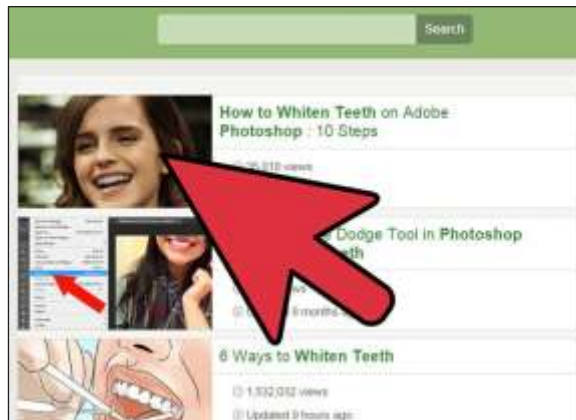 Search
How to Whiten Teeth on Adobe
Photoshop : 10 Steps
views
Dodge Tool in Photoshop
6 Ways to Whiten Teeth
1,532,032 views
Updated 9 hours ago